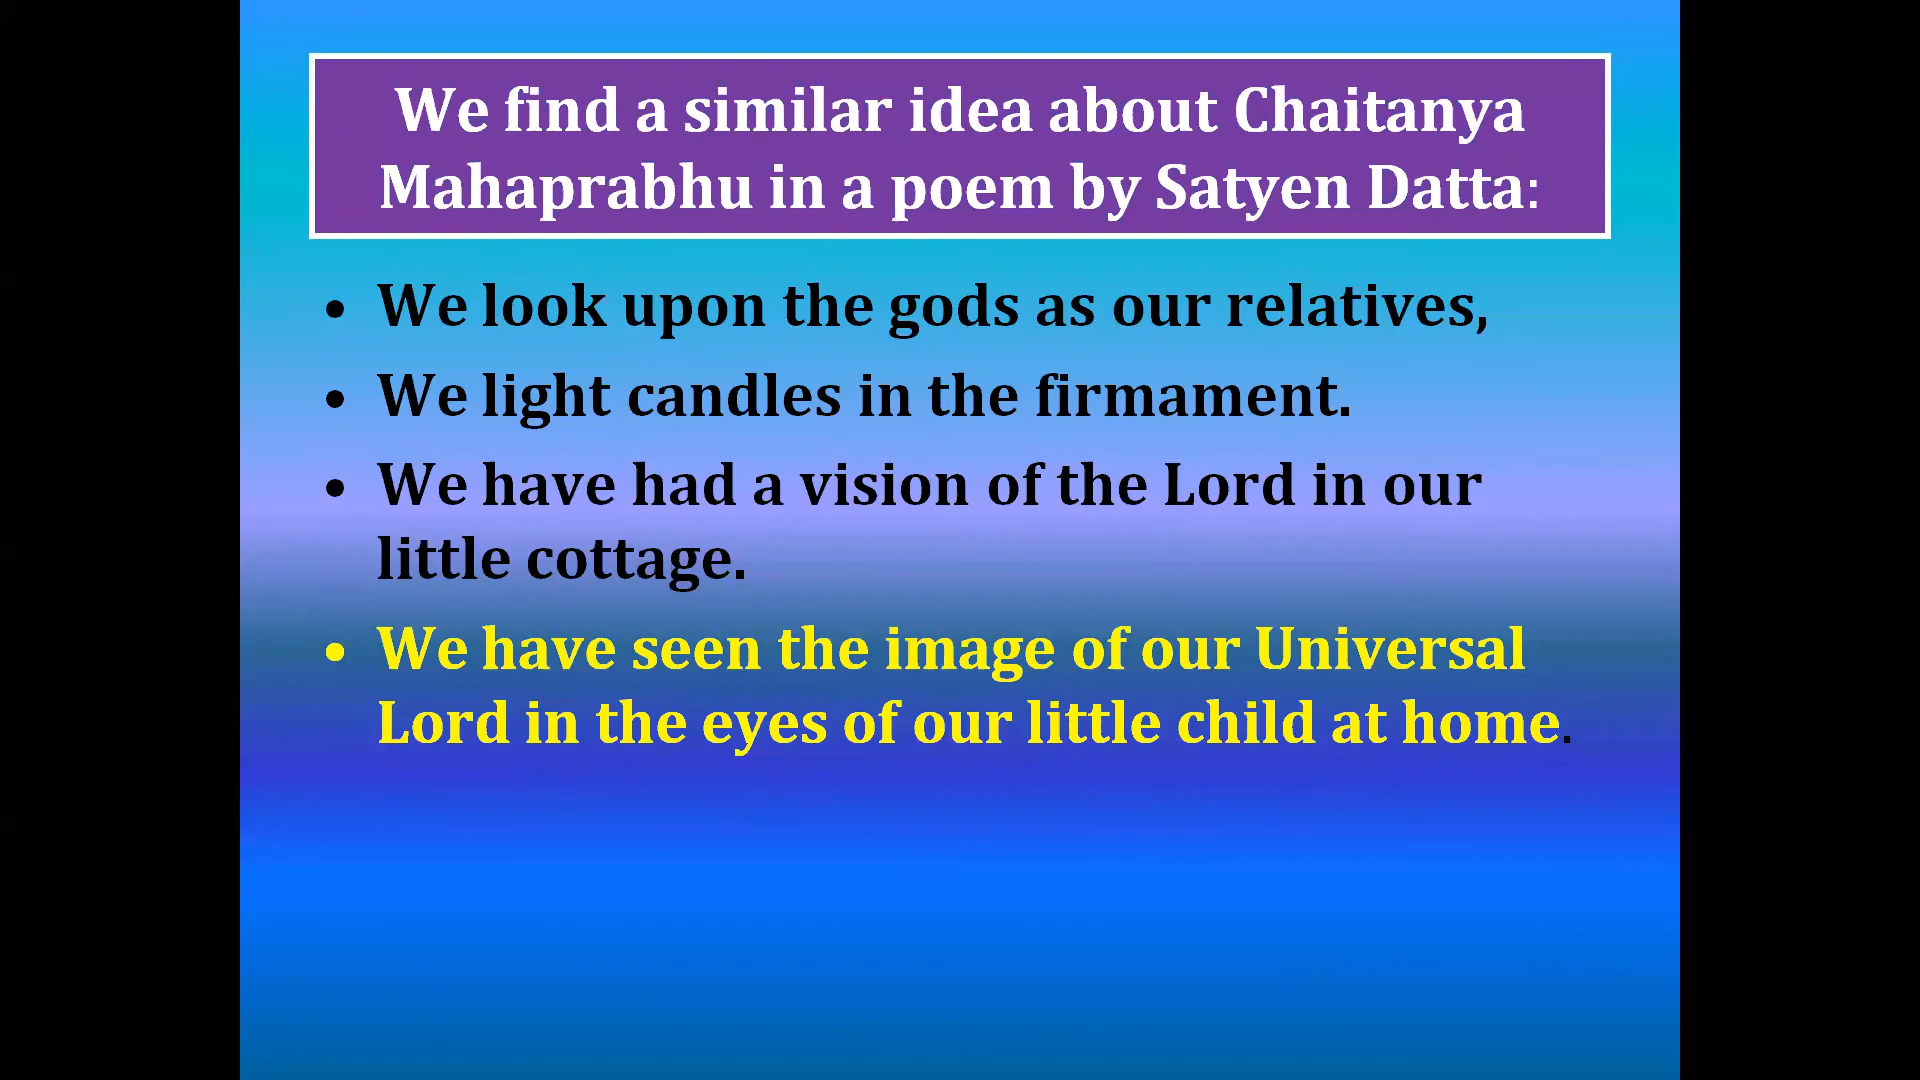 We find a similar idea about Chaitanya
Mahaprabhu in a poem by Satyen Datta:
• We look upon the gods as our relatives,
• We light candles in the firmament.
• We have had a vision of the Lord in our
little cottage.
• We have seen the image of our Universal
Lord in the eyes of our little child at home.